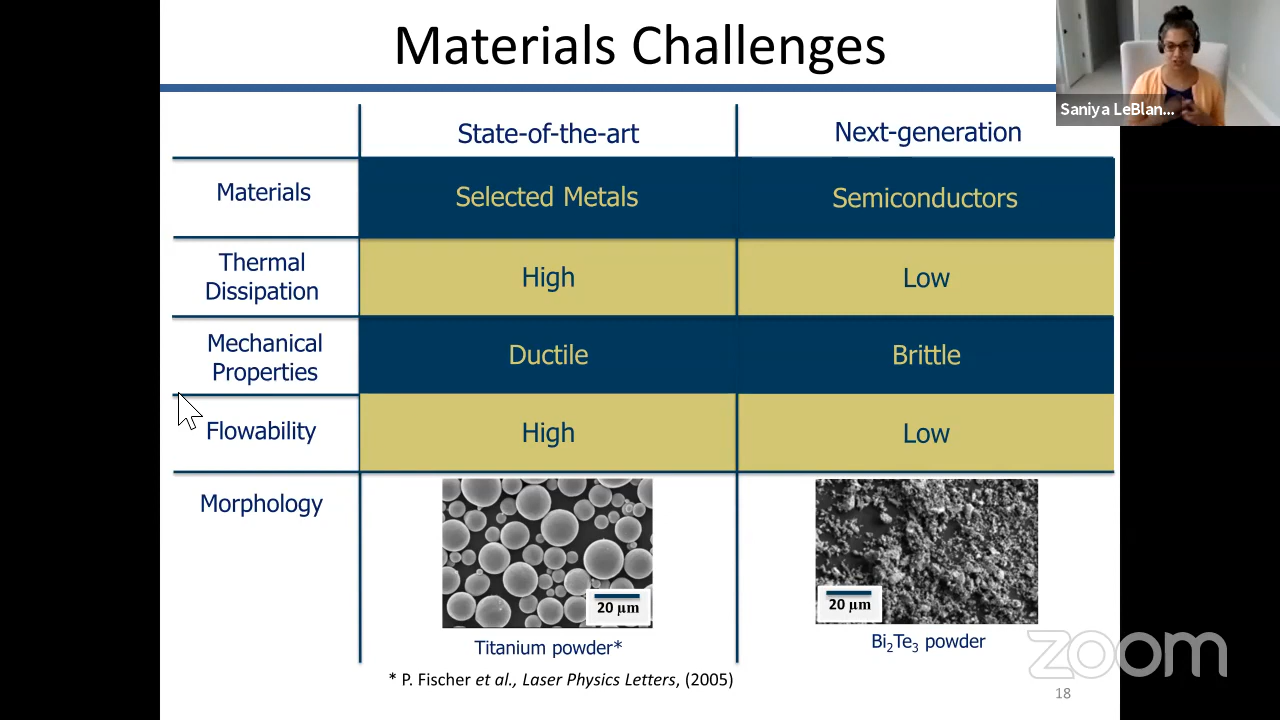 Materials Challenges
Saniya LeBlan...
State-of-the-art
Next-generation
Materials
Selected Metals
Semiconductors
Thermal
Dissipation
High
Low
Mechanical
Properties
Ductile
Brittle
Flowability
High
Low
Morphology
20 µm
20 µm
Titanium powder*
Bi₂Te₃ powder
* P. Fischer et al., Laser Physics Letters, (2005)
zoom
18